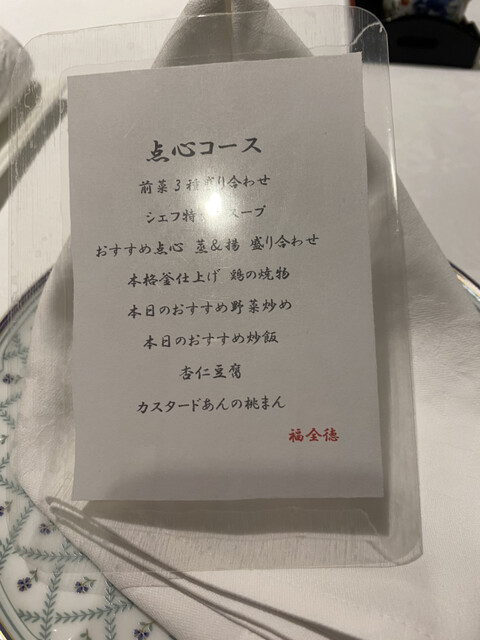 点心コース
前菜3種盛り合わせ
シェフ特 スープ
おすすめ点心 蒸&揚 盛り合わせ
本格釜仕上げ 鶏の焼物
本日のおすすめ野菜炒め
本日のおすすめ炒飯
杏仁豆腐
カスタードあんの桃まん
福全徳